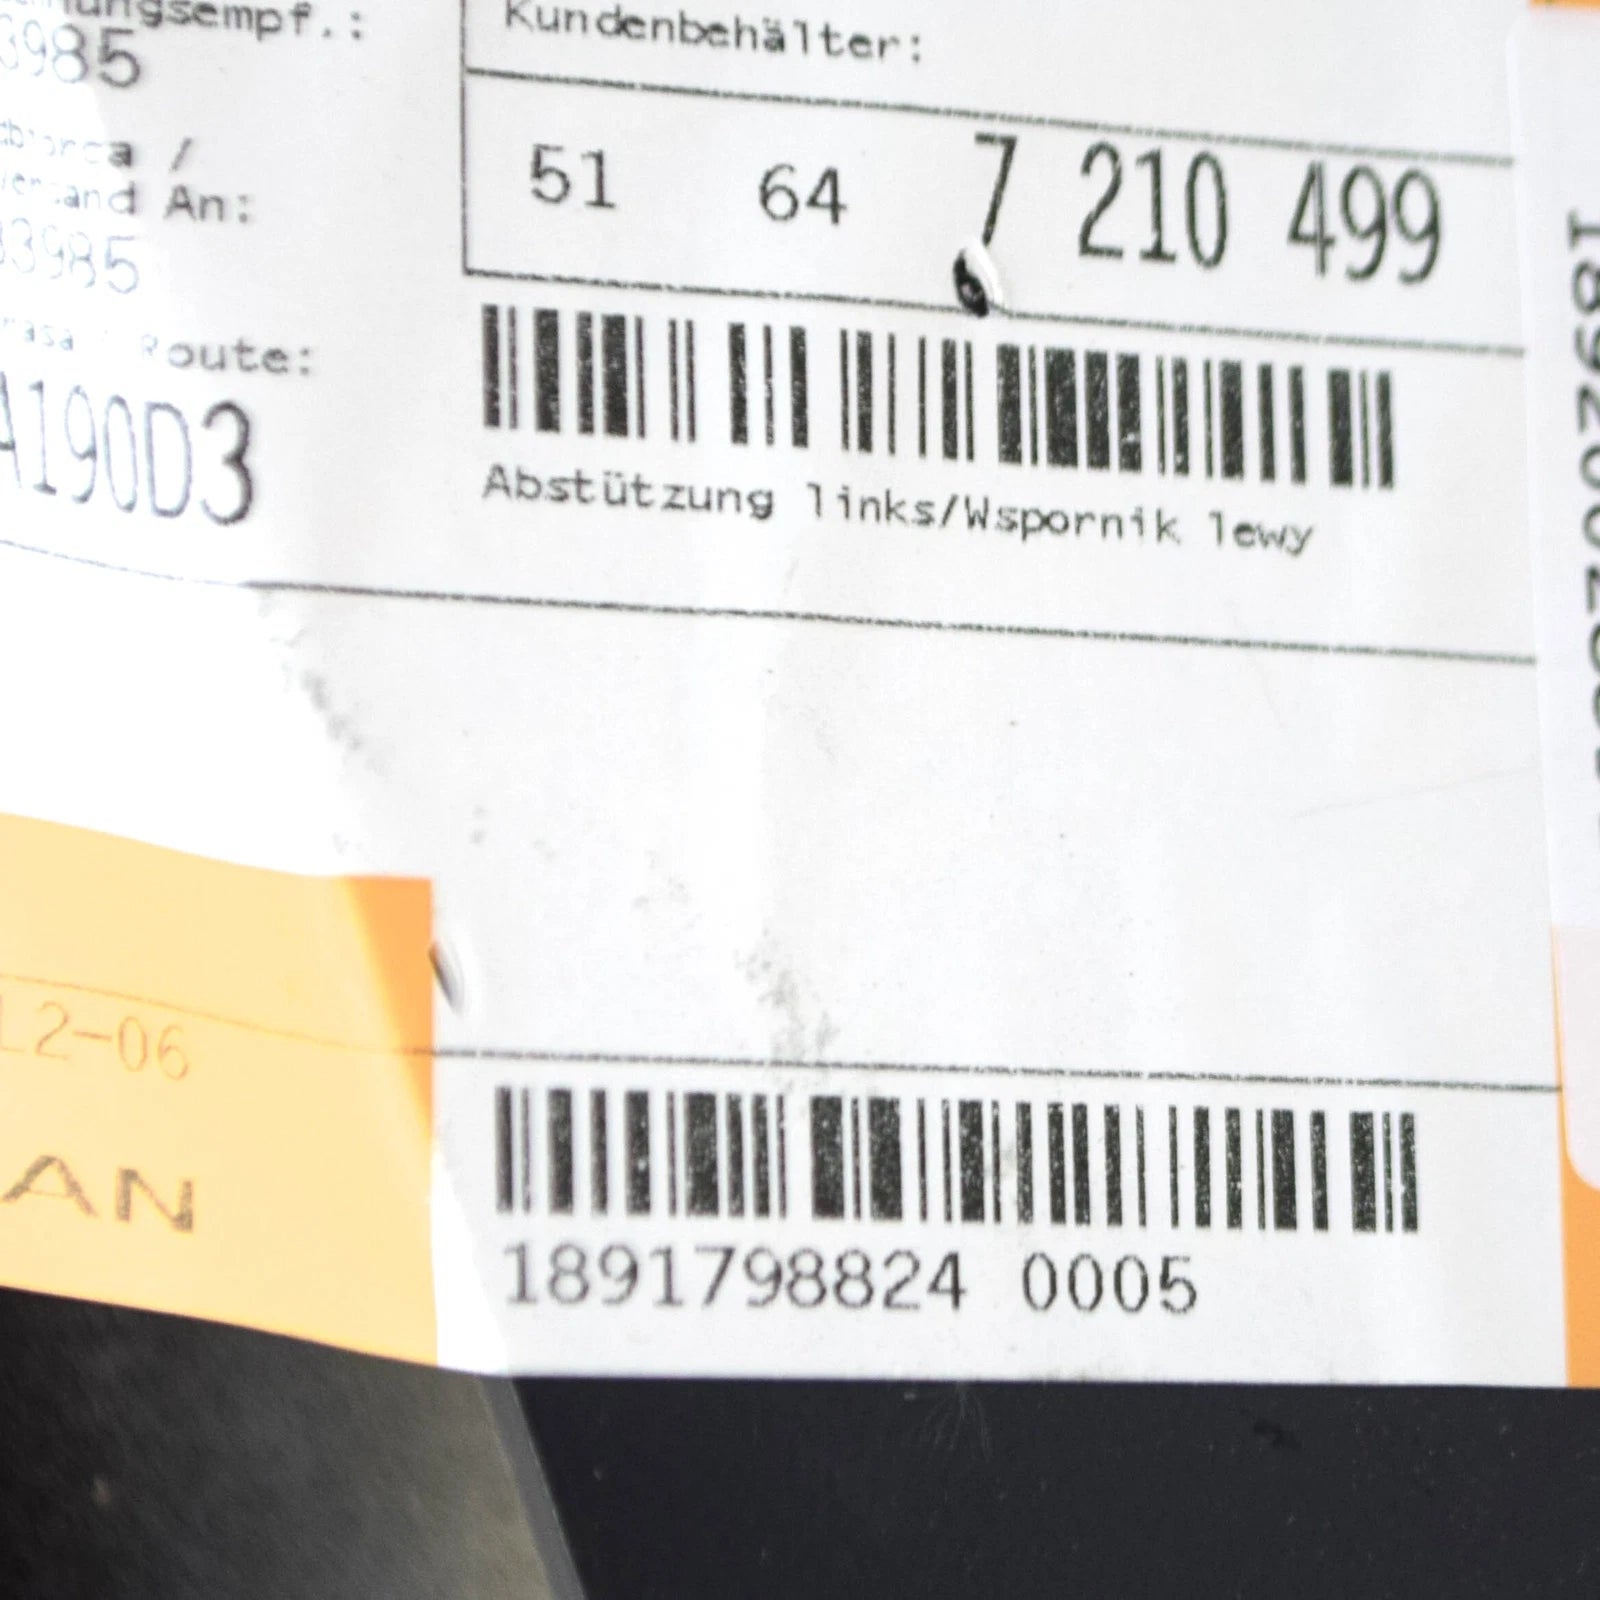 Kundenbehälter:
3985
51 64 7 210 499
An:
33985
Route:
A190D3
Abstützung links/Wspornik lewy
12-06
AN
1891798824 0005